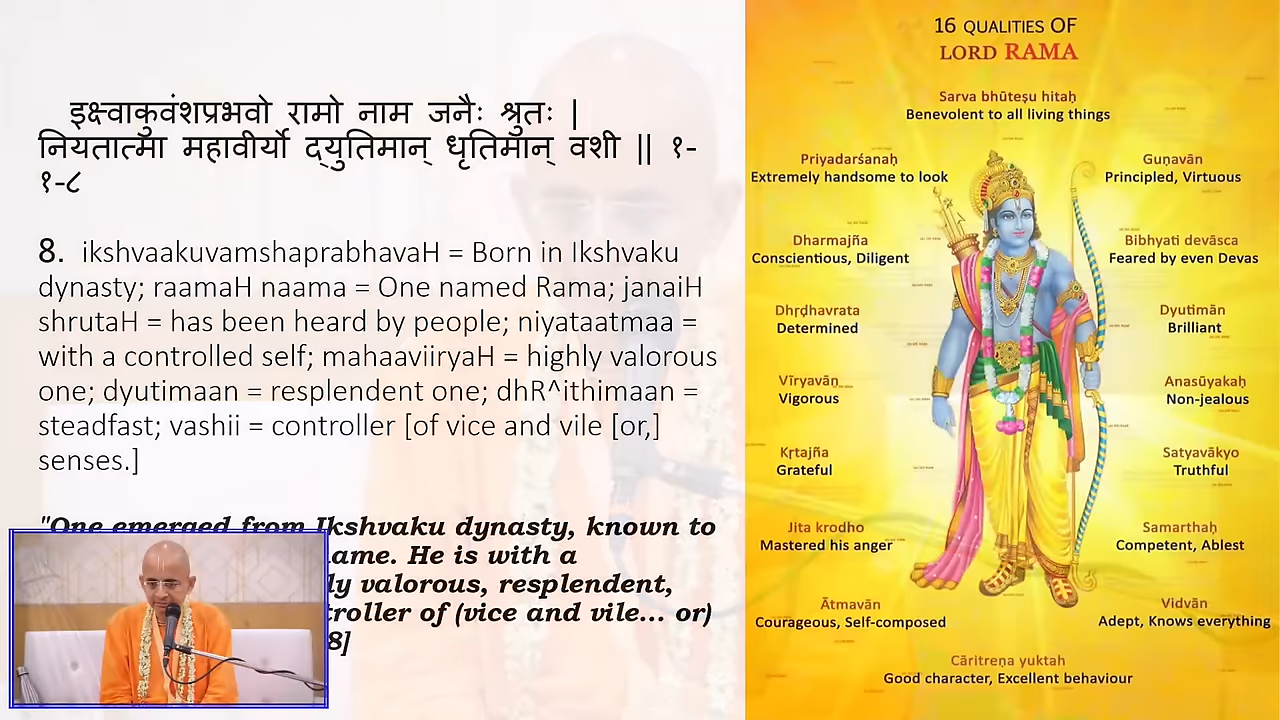 इक्ष्वाकुवंशप्रभवो रामो नाम जनैः श्रुतः |
नियतात्मा महावीर्यो द्युतिमान् धृतिमान् वशी || १-
१-८
8. ikshvaakuvamshaprabhavaH = Born in Ikshvaku
dynasty; raamaH naama = One named Rama; janaiH
shrutaH = has been heard by people; niyataatmaa =
with a controlled self; mahaaviiryaH = highly valorous
one; dyutimaan = resplendent one; dhR^ithimaan =
steadfast; vashii = controller [of vice and vile [or,]
senses.]
"One emerged from Ikshvaku dynasty, known to
ame. He is with a
ly valorous, resplendent,
troller of (vice and vile... or)
8]
16 QUALITIES OF
LORD RAMA
Sarva bhūteṣu hitaḥ
Benevolent to all living things
Priyadarśanaḥ
Extremely handsome to look
Guṇavān
Principled, Virtuous
Dharmajña
Conscientious, Diligent
Bibhyati devāsca
Feared by even Devas
Dhṛḍhavrata
Determined
Dyutimān
Brilliant
Vīryavān
Vigorous
Anasūyakaḥ
Non-jealous
Kṛtajña
Grateful
Satyavākyo
Truthful
Jita krodho
Mastered his anger
Samarthaḥ
Competent, Ablest
Ātmavān
Courageous, Self-composed
Vidvān
Adept, Knows everything
Cāritreṇa yuktah
Good character, Excellent behaviour